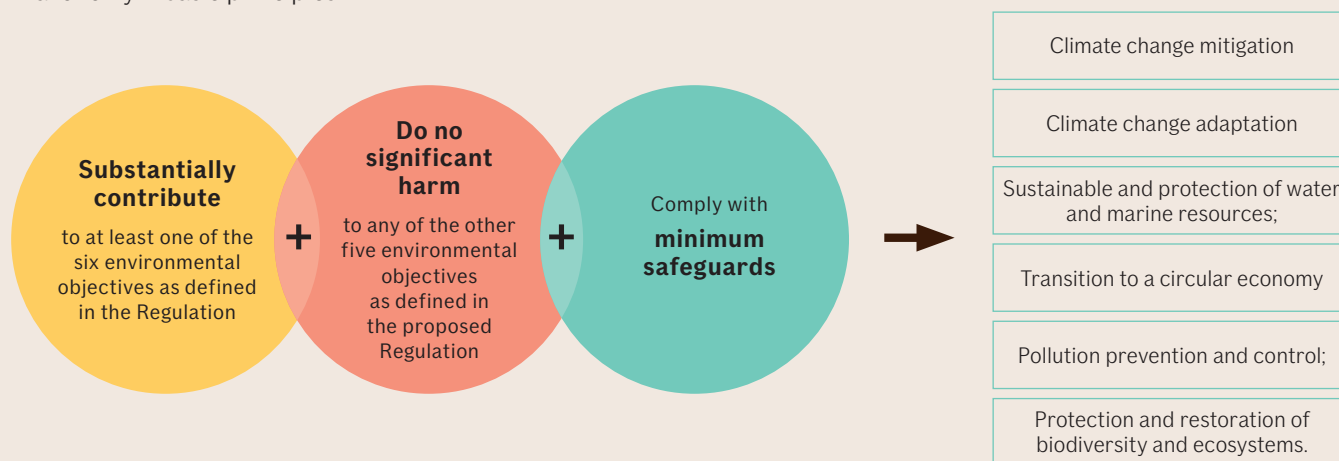 Substantially
contribute
to at least one of the
six environmental
objectives as defined
in the Regulation
+
Do no
significant
harm
to any of the other
five environmental
objectives
as defined in
the proposed
Regulation
+
Comply with
minimum
safeguards
Climate change mitigation
Climate change adaptation
Sustainable and protection of water
and marine resources;
Transition to a circular economy
Pollution prevention and control;
Protection and restoration of
biodiversity and ecosystems.